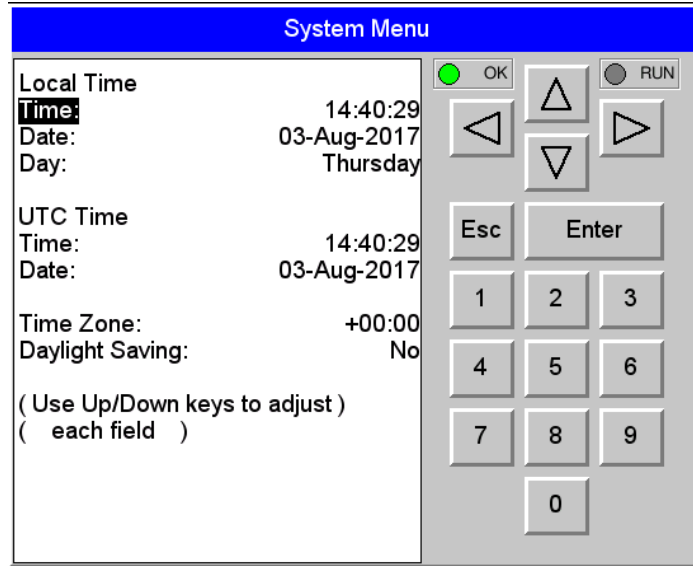 System Menu
Local Time
Time: 14:40:29
Date: 03-Aug-2017
Day: Thursday
UTC Time
Time: 14:40:29
Date: 03-Aug-2017
Time Zone: +00:00
Daylight Saving: No
( Use Up/Down keys to adjust )
( each field )
OK
RUN
Esc Enter
1 2 3
4 5 6
7 8 9
0